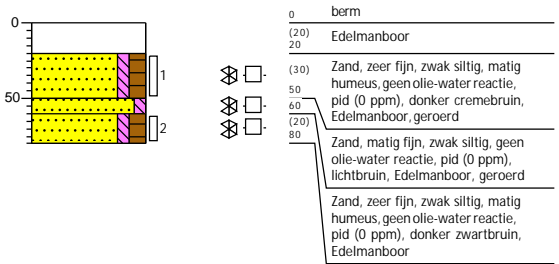 0
50
1
2
0
berm
(20)
20
Edelmanboor
(30)
Zand, zeer fijn, zwak siltig, matig
humeus, geen olie-water reactie,
pid (0 ppm), donker cremebruin,
Edelmanboor, geroerd
50
60
Zand, matig fijn, zwak siltig, geen
olie-water reactie, pid (0 ppm),
lichtbruin, Edelmanboor, geroerd
(20)
80
Zand, zeer fijn, zwak siltig, matig
humeus, geen olie-water reactie,
pid (0 ppm), donker zwartbruin,
Edelmanboor